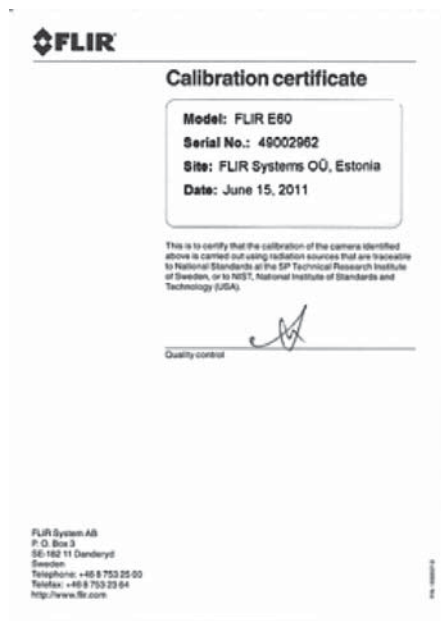 FLIR
Calibration certificate
Model: FLIR E60
Serial No.: 49002962
Site: FLIR Systems OÜ, Estonia
Date: June 15, 2011
This is to certify that the calibration of the camera identified
above is carried out using radiation sources that are traceable
to National Standards at the SP Technical Research Institute
of Sweden, or to NIST, National Institute of Standards and
Technology (USA).
Quality control
FLIR System AB
P. O. Box 3
SE-182 11 Danderyd
Sweden
Telephone: +46 8 753 25 00
Telefax: +46 8 753 23 64
http://www.flir.com